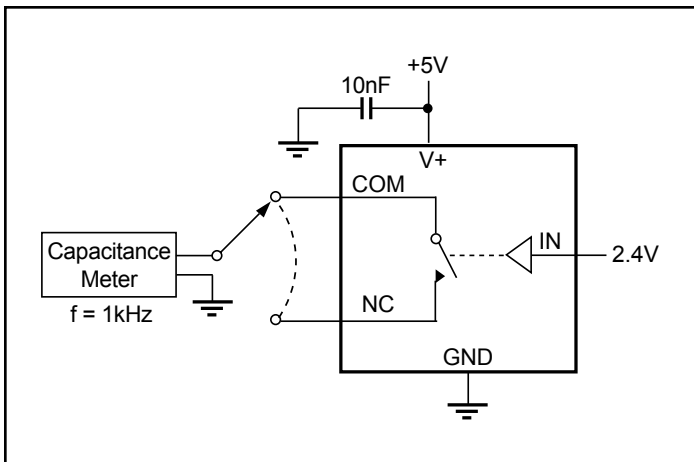 +5V
10nF
V+
COM
IN
2.4V
Capacitance
Meter
f = 1kHz
NC
GND